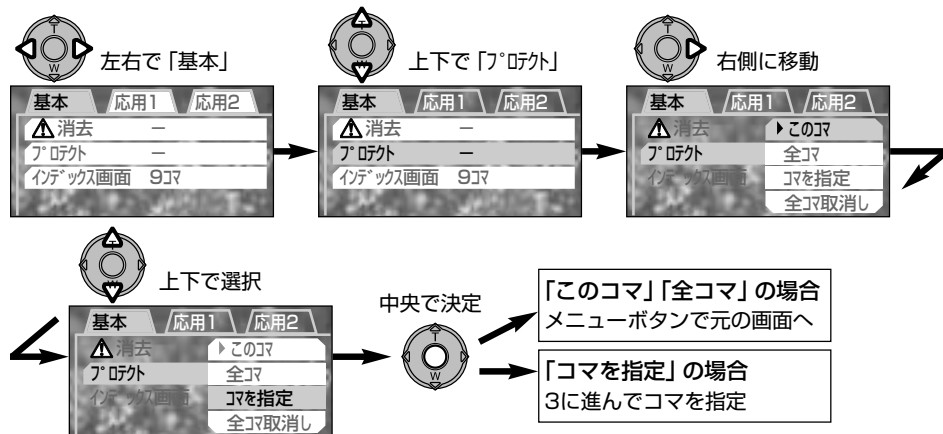 左右で「基本」
T
W
基本 応用1 応用2
消去 −
プロテクト −
インデックス画面 9コマ
上下で「プロテクト」
T
W
基本 応用1 応用2
消去 −
プロテクト −
インデックス画面 9コマ
右側に移動
T
W
基本 応用1 応用2
消去 このコマ
プロテクト 全コマ
インデックス画面 コマを指定
全コマ取消し
上下で選択
T
W
基本 応用1 応用2
消去 このコマ
プロテクト 全コマ
インデックス画面 コマを指定
全コマ取消し
中央で決定
T
W
「このコマ」「全コマ」の場合
メニューボタンで元の画面へ
「コマを指定」の場合
3に進んでコマを指定